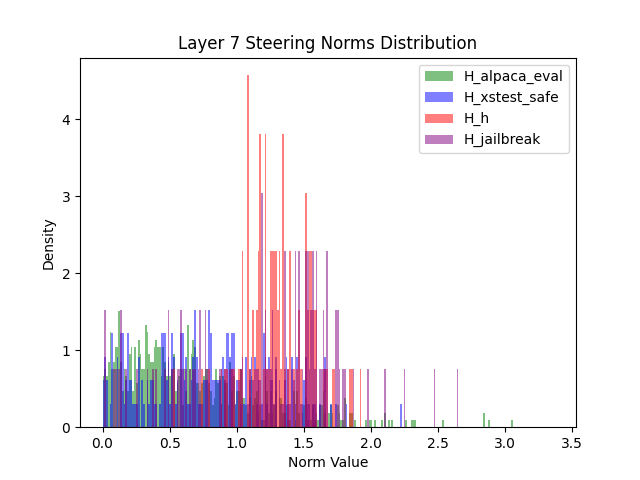 Layer 7 Steering Norms Distribution
H_alpaca_eval
H_xstest_safe
H_h
H_jailbreak
Density
4
3
2
1
0
0.0 0.5 1.0 1.5 2.0 2.5 3.0 3.5
Norm Value